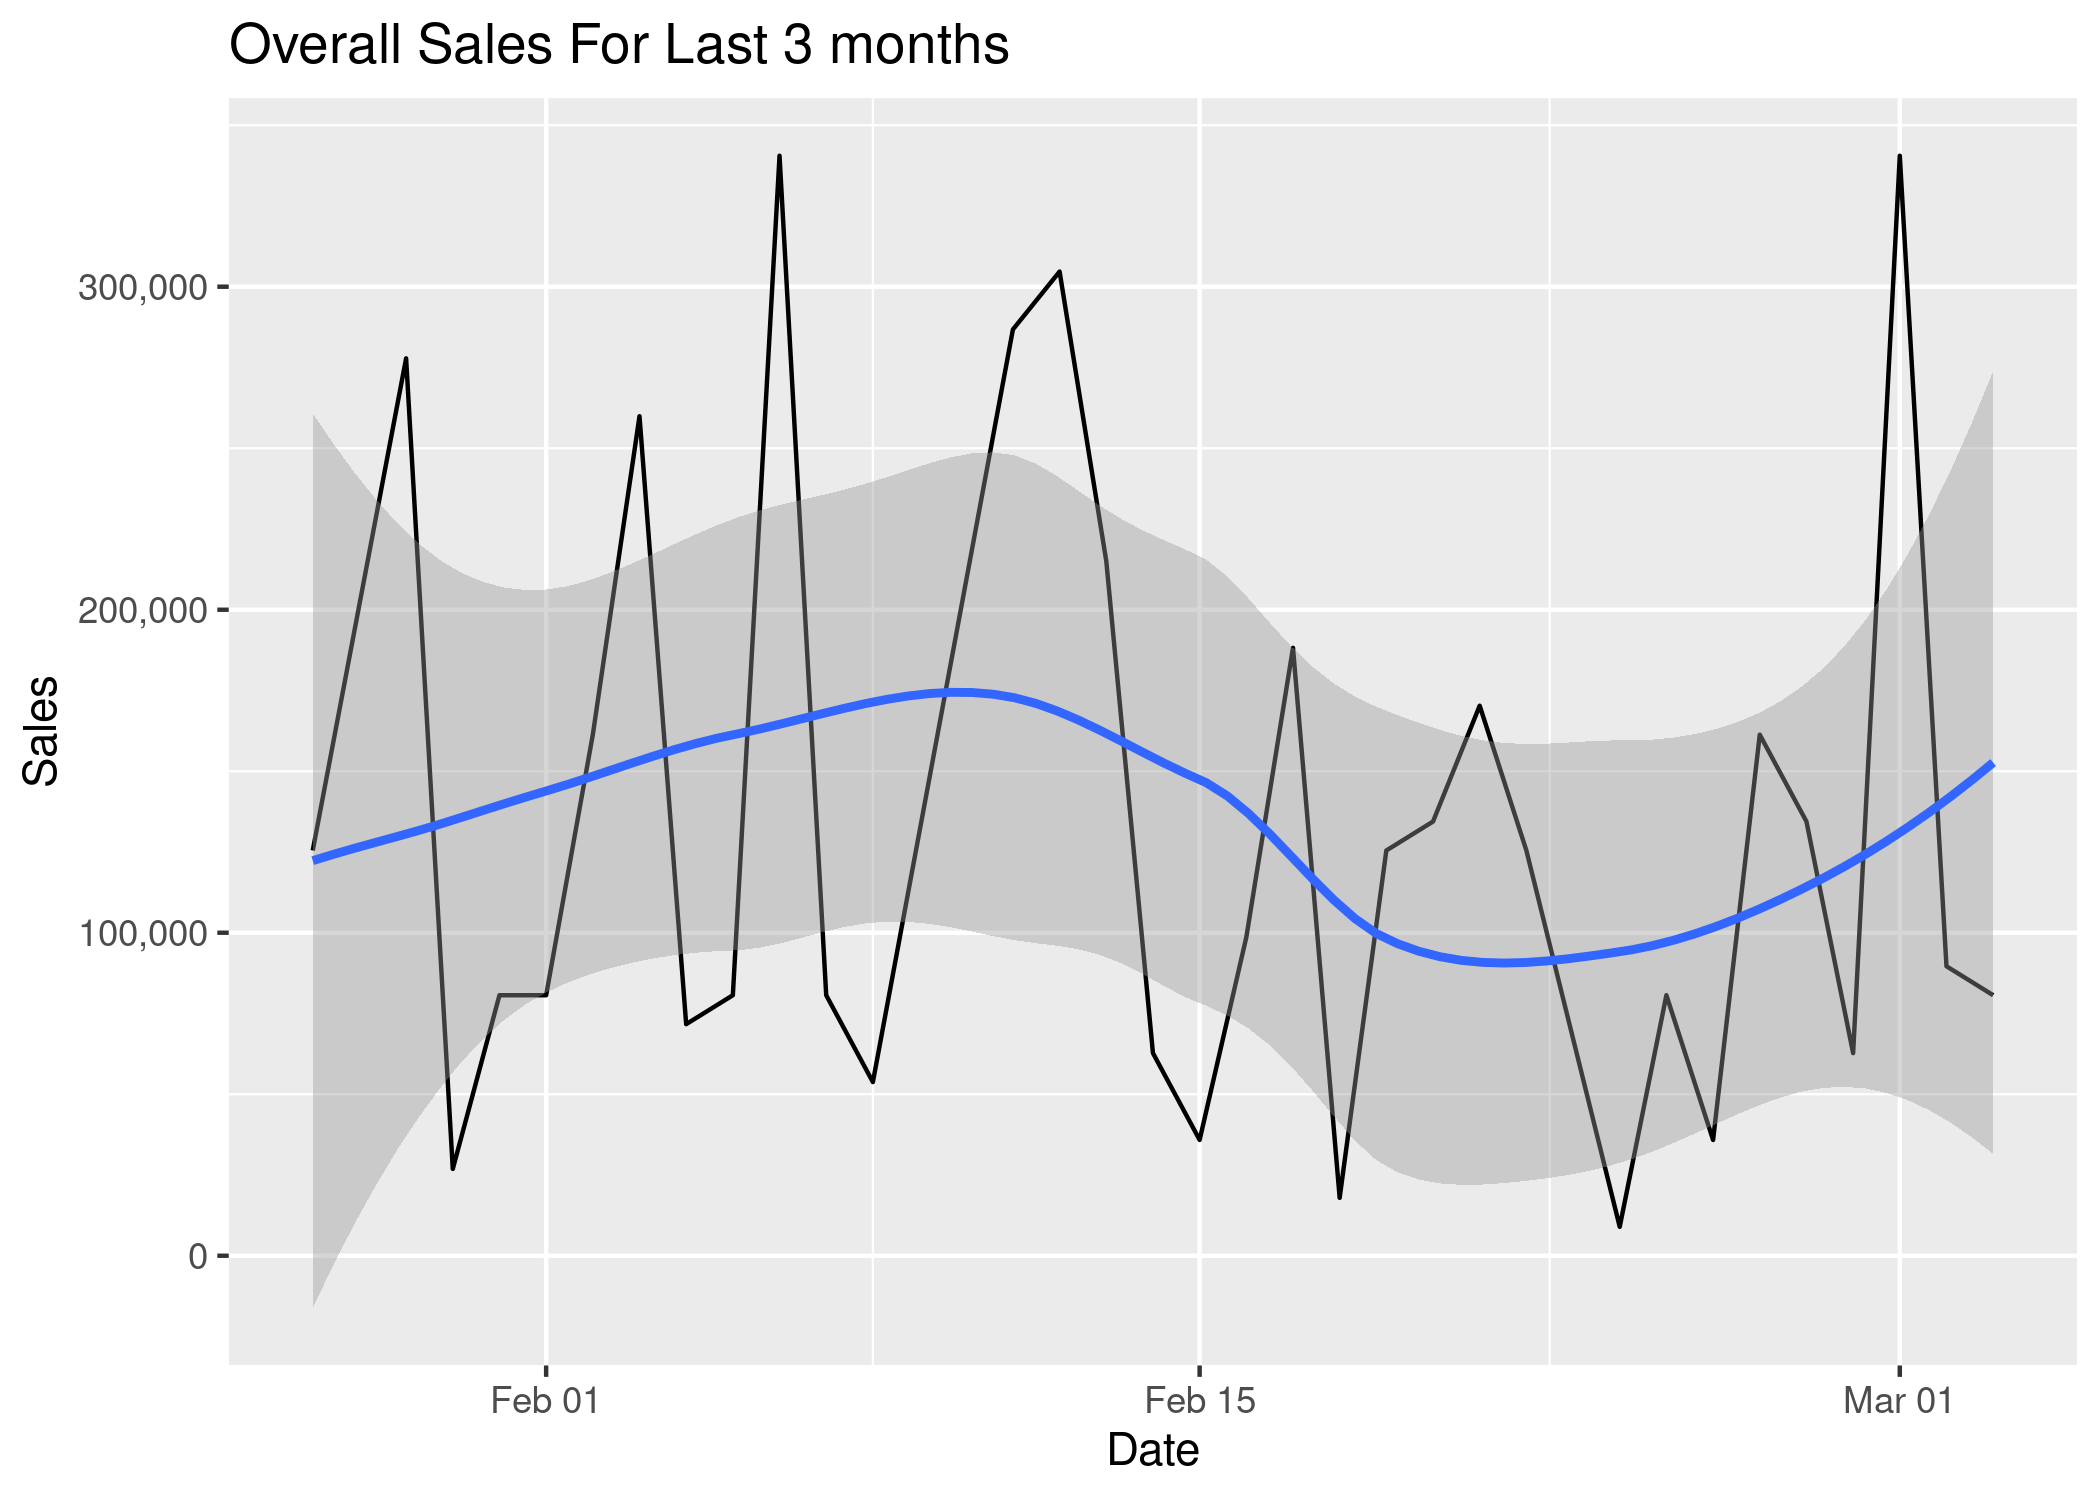 Overall Sales For Last 3 months
300,000
200,000
100,000
0
Sales
Feb 01
Feb 15
Mar 01
Date